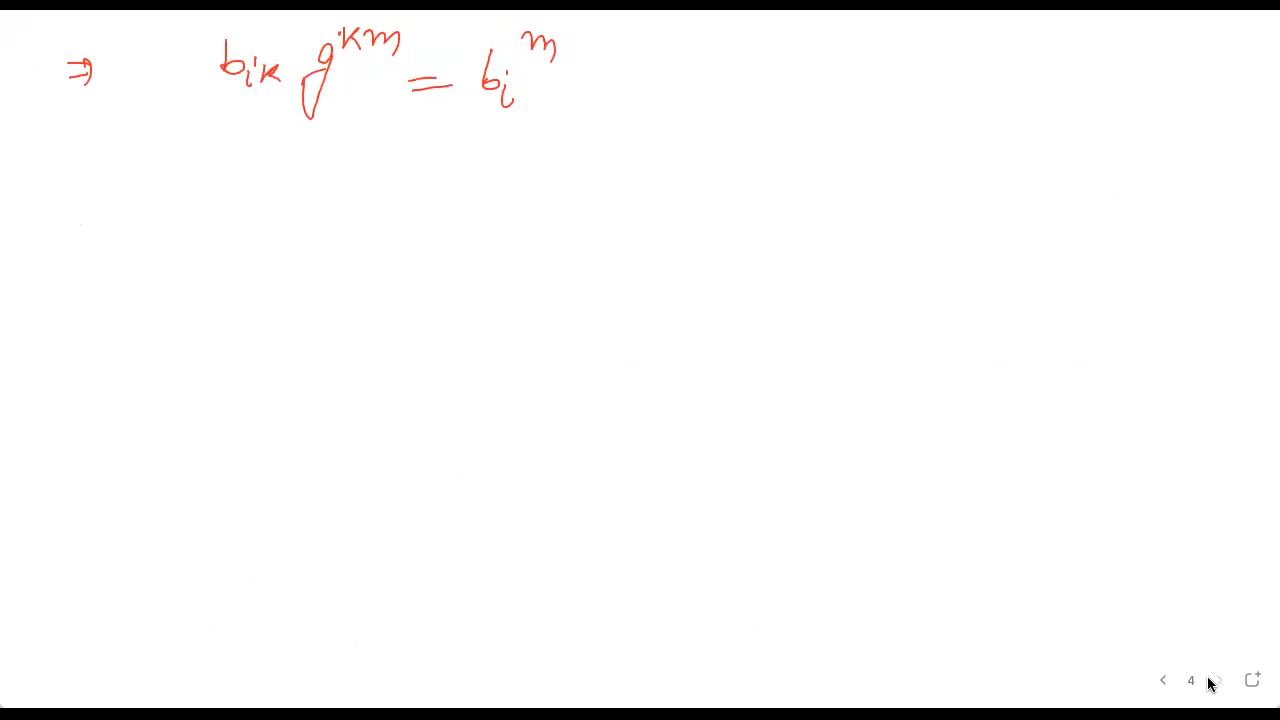 ⇒ b_{ik} g^{km} = b_i^m
4